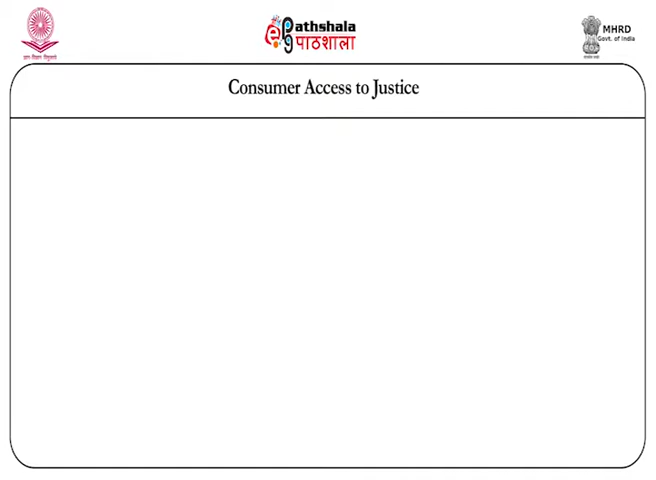 ePathshala
पाठशाला
MHRD
Govt. of India
Consumer Access to Justice